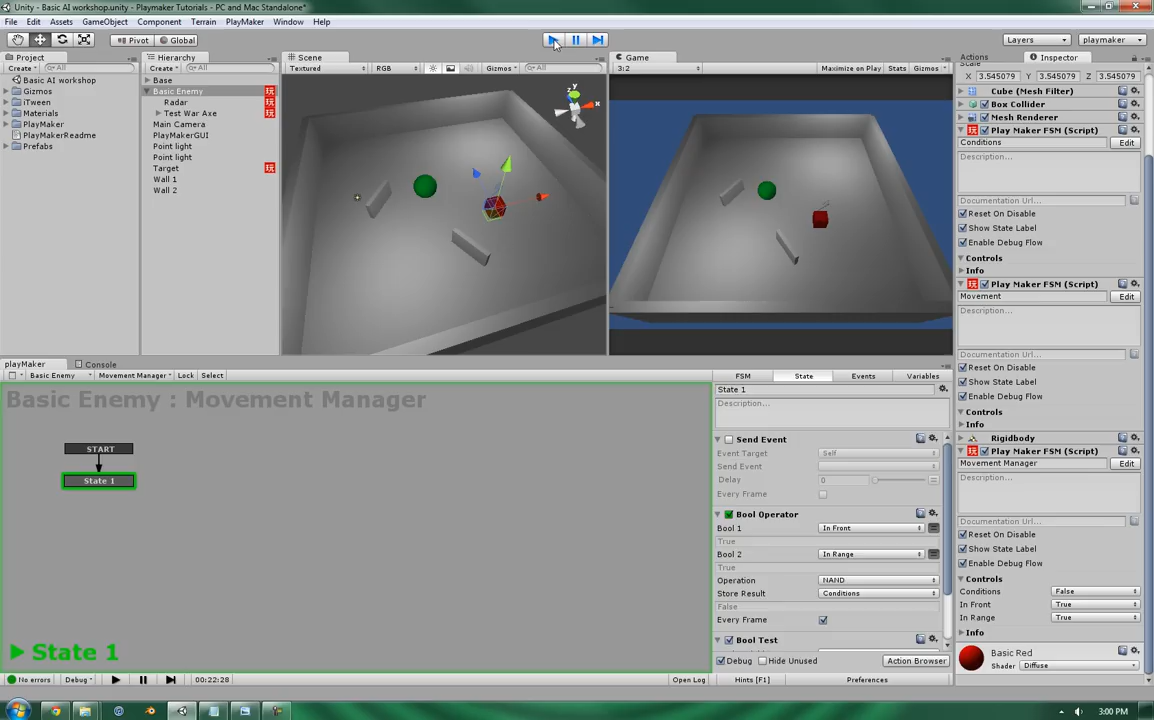 Unity - Basic AI workshop.unity - Playmaker Tutorials - PC and Mac Standalone*
File Edit Assets GameObject Component Terrain PlayMaker Window Help
Pivot Global Layers playmaker
Project Hierarchy Scene Game Actions Inspector
Create All Create All Textured RGB Gizmos All 3:2 Maximize on Play Stats Gizmos
Scale
X 3.545079 Y 3.545079 Z 3.545079
Basic AI workshop
Gizmos
iTween
Materials
PlayMaker
PlayMakerReadme
Prefabs
Base
Basic Enemy
Radar
Test War Axe
Main Camera
PlayMakerGUI
Point light
Point light
Target
Wall 1
Wall 2
y
x
z
Cube (Mesh Filter)
Box Collider
Mesh Renderer
Play Maker FSM (Script)
Conditions Edit
Description...
Documentation Url...
Reset On Disable
Show State Label
Enable Debug Flow
Controls
Info
Play Maker FSM (Script)
Movement Edit
Description...
Documentation Url...
Reset On Disable
Show State Label
Enable Debug Flow
Controls
Info
Rigidbody
Play Maker FSM (Script)
Movement Manager Edit
Description...
Documentation Url...
Reset On Disable
Show State Label
Enable Debug Flow
Controls
Conditions False
In Front True
In Range True
Info
Basic Red
Shader Diffuse
playMaker Console
Basic Enemy Movement Manager Lock Select
Basic Enemy : Movement Manager
START
State 1
State 1
FSM State Events Variables
State 1
Description...
Send Event
Event Target Self
Send Event
Delay 0
Every Frame
Bool Operator
Bool 1 In Front
True
Bool 2 In Range
True
Operation NAND
Store Result Conditions
False
Every Frame
Bool Test
Debug Hide Unused Action Browser
No errors Debug 00:22:28 Open Log Hints [F1] Preferences
3:00 PM